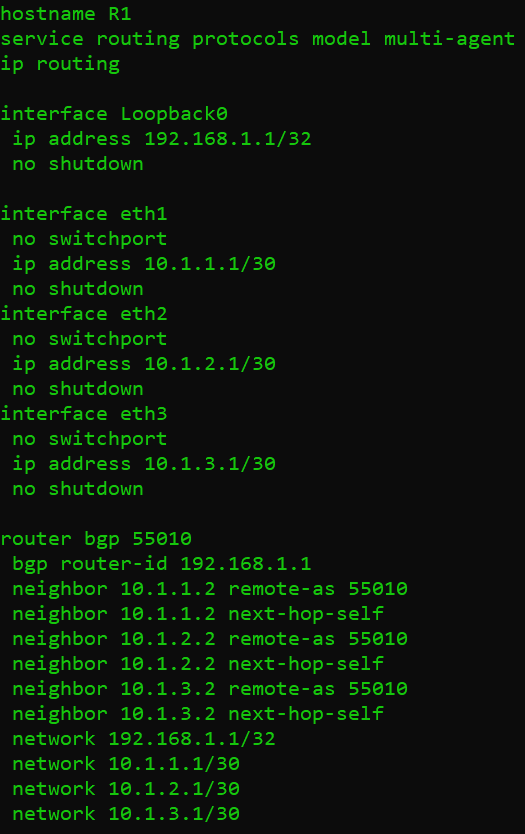 hostname R1
service routing protocols model multi-agent
ip routing
interface Loopback0
ip address 192.168.1.1/32
no shutdown
interface eth1
no switchport
ip address 10.1.1.1/30
no shutdown
interface eth2
no switchport
ip address 10.1.2.1/30
no shutdown
interface eth3
no switchport
ip address 10.1.3.1/30
no shutdown
router bgp 55010
bgp router-id 192.168.1.1
neighbor 10.1.1.2 remote-as 55010
neighbor 10.1.1.2 next-hop-self
neighbor 10.1.2.2 remote-as 55010
neighbor 10.1.2.2 next-hop-self
neighbor 10.1.3.2 remote-as 55010
neighbor 10.1.3.2 next-hop-self
network 192.168.1.1/32
network 10.1.1.1/30
network 10.1.2.1/30
network 10.1.3.1/30